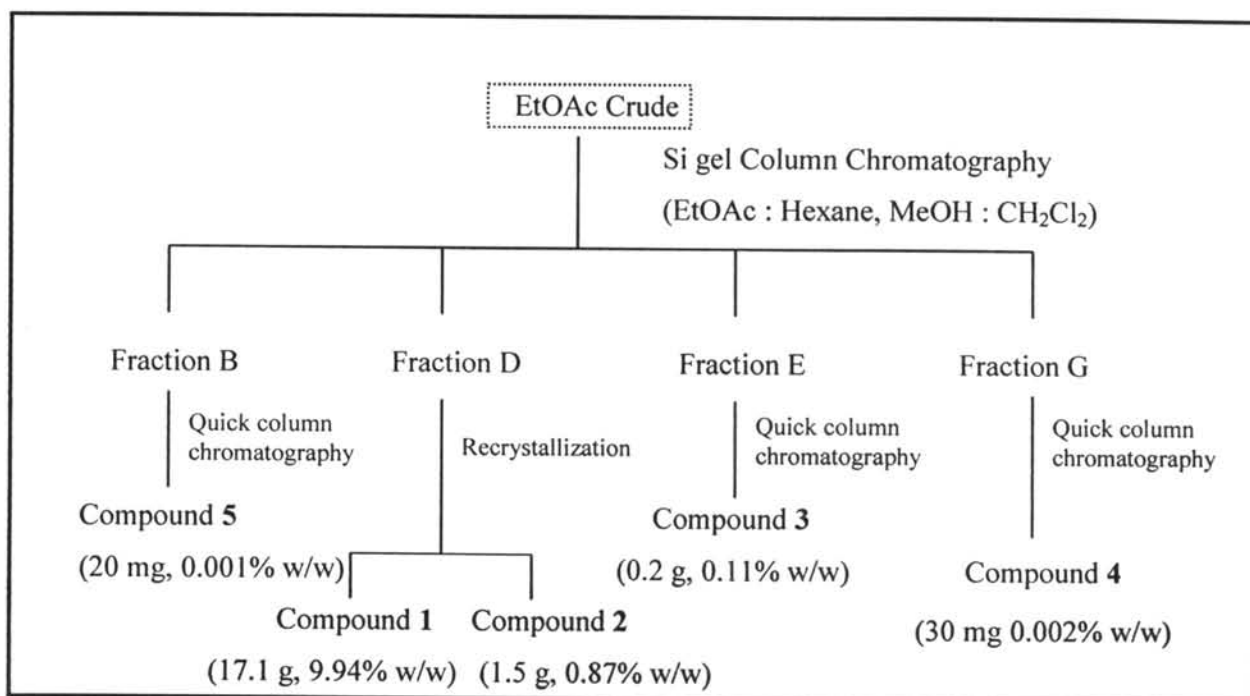 EtOAc Crude
Si gel Column Chromatography
(EtOAc : Hexane, MeOH : CH₂Cl₂)
Fraction B
Fraction D
Fraction E
Fraction G
Quick column
chromatography
Recrystallization
Quick column
chromatography
Quick column
chromatography
Compound 5
(20 mg, 0.001% w/w)
Compound 1
(17.1 g, 9.94% w/w)
Compound 2
(1.5 g, 0.87% w/w)
Compound 3
(0.2 g, 0.11% w/w)
Compound 4
(30 mg 0.002% w/w)